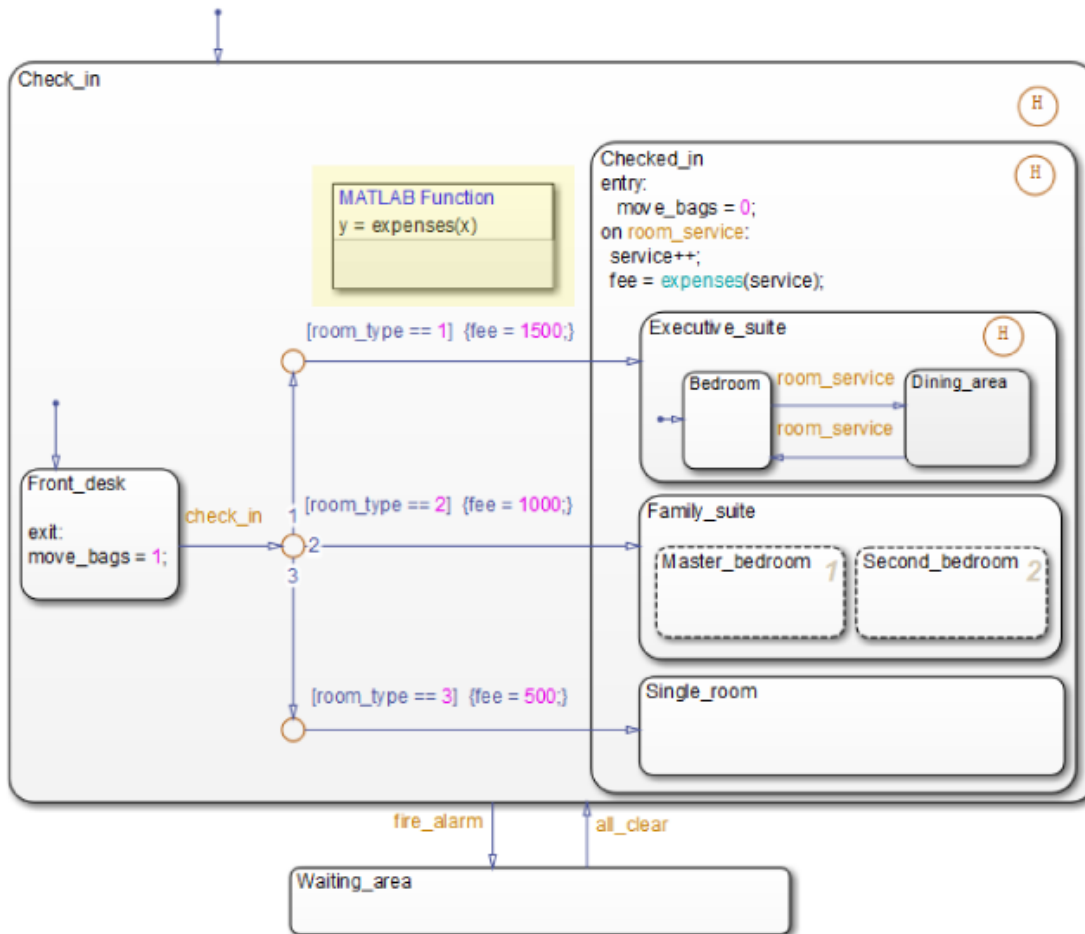 Check_in
H
Checked_in
H
entry:
move_bags = 0;
on room_service:
service++;
fee = expenses(service);
MATLAB Function
y = expenses(x)
[room_type == 1] {fee = 1500;}
Executive_suite
H
Bedroom
room_service
Dining_area
room_service
Front_desk
exit:
move_bags = 1;
check_in
1
2
3
[room_type == 2] {fee = 1000;}
Family_suite
Master_bedroom
1
Second_bedroom
2
[room_type == 3] {fee = 500;}
Single_room
fire_alarm
all_clear
Waiting_area